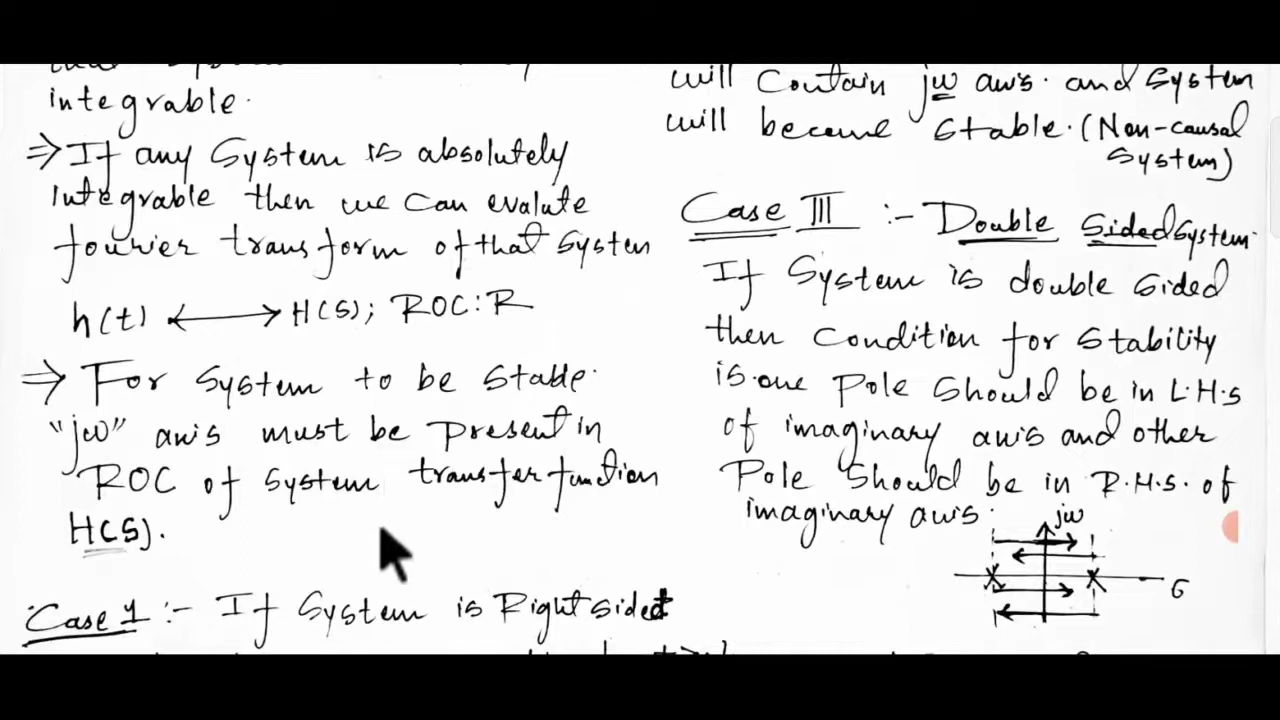 integrable.
⇒ If any System is absolutely
Integrable then we can evalute
fourier transform of that System
h(t) ⟷ H(s); ROC: R
⇒ For System to be Stable.
"jω" axis must be present in
ROC of System transfer function
H(S).
Case 1 :- If System is Right sided
will Contain jω axis. and System
will become Stable. (Non-causal
System)
Case III :- Double Sided System.
If System is double sided
then Condition for Stability
is one Pole Should be in L.H.S
of imaginary axis and other
Pole Should be in R.H.S. of
imaginary axis.
jω
σ